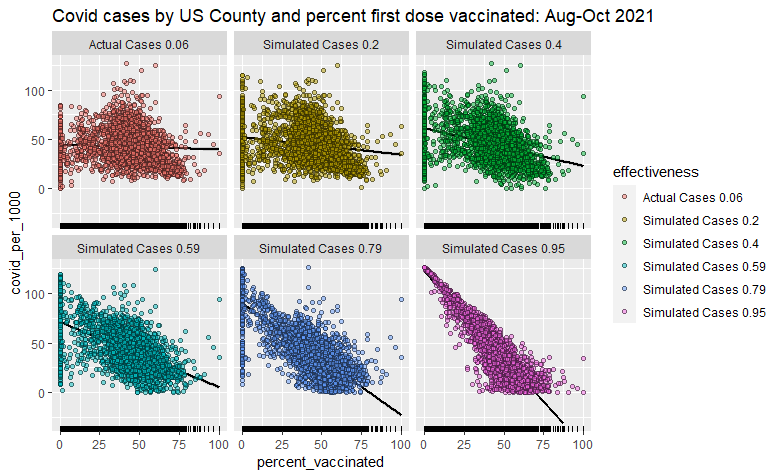 Covid cases by US County and percent first dose vaccinated: Aug-Oct 2021
Actual Cases 0.06
Simulated Cases 0.2
Simulated Cases 0.4
100
50
0
Simulated Cases 0.59
Simulated Cases 0.79
Simulated Cases 0.95
100
50
0
0 25 50 75 100
0 25 50 75 100
0 25 50 75 100
percent_vaccinated
covid_per_1000
effectiveness
Actual Cases 0.06
Simulated Cases 0.2
Simulated Cases 0.4
Simulated Cases 0.59
Simulated Cases 0.79
Simulated Cases 0.95